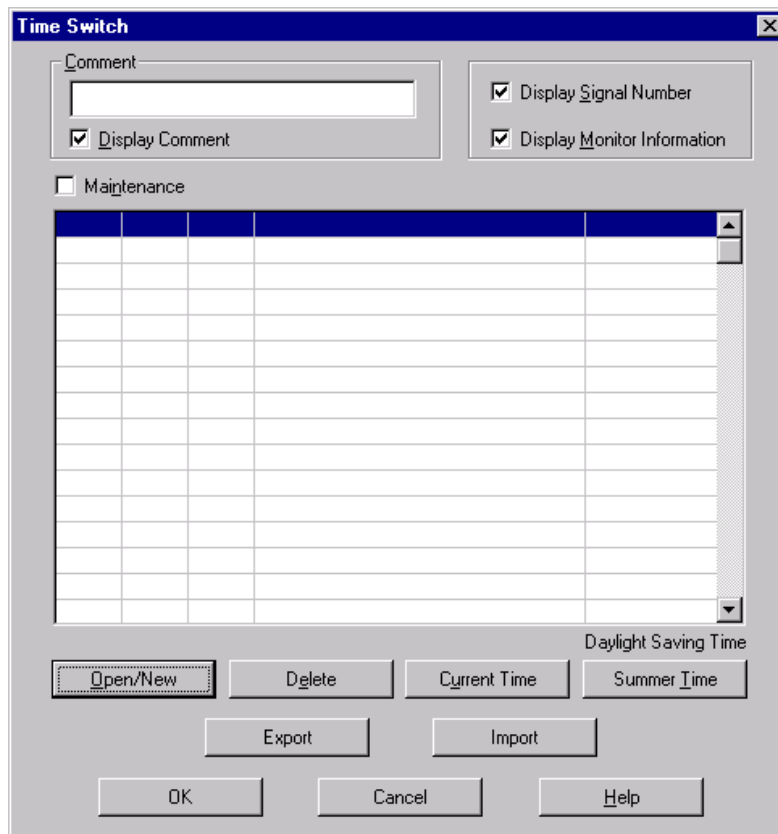 Time Switch
Comment
Display Comment
Display Signal Number
Display Monitor Information
Maintenance
Daylight Saving Time
Open/New
Delete
Current Time
Summer Time
Export
Import
OK
Cancel
Help